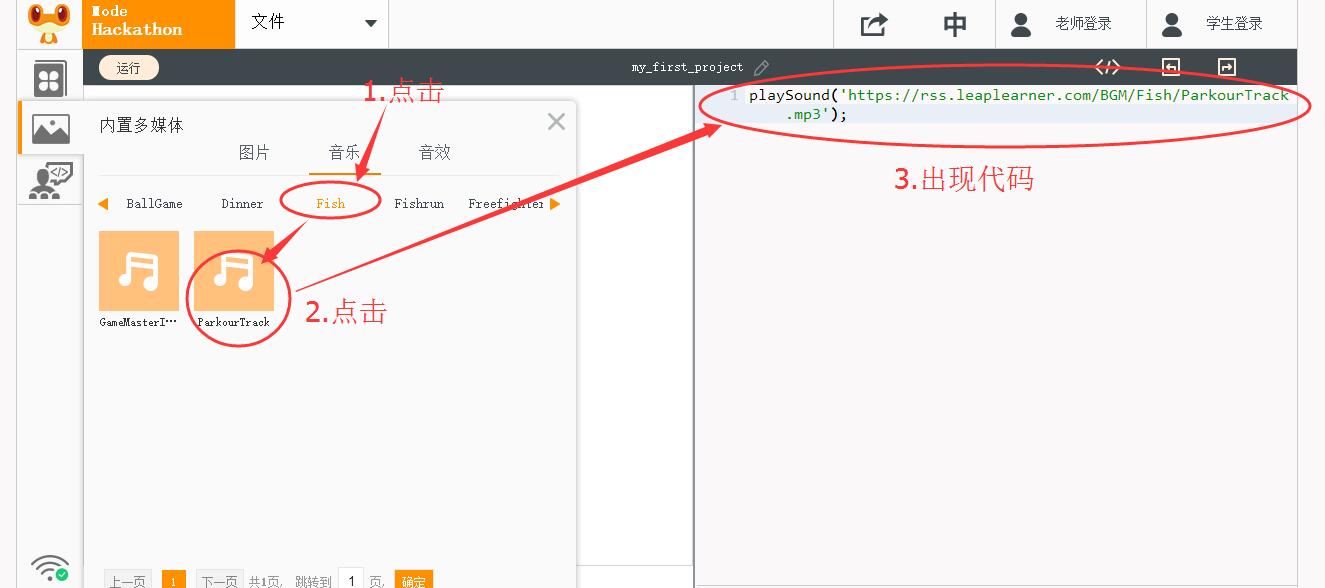 Mode
Hackathon
文件
中
老师登录
学生登录
运行
my_first_project
1.点击
1 playSound('https://rss.leaplearner.com/BGM/Fish/ParkourTrack
.mp3');
内置多媒体
图片
音乐
音效
3.出现代码
BallGame
Dinner
Fish
Fishrun
Freefighter
GameMasterI…
ParkourTrack
2.点击
上一页
1
下一页
共1页,
跳转到
1
页,
确定